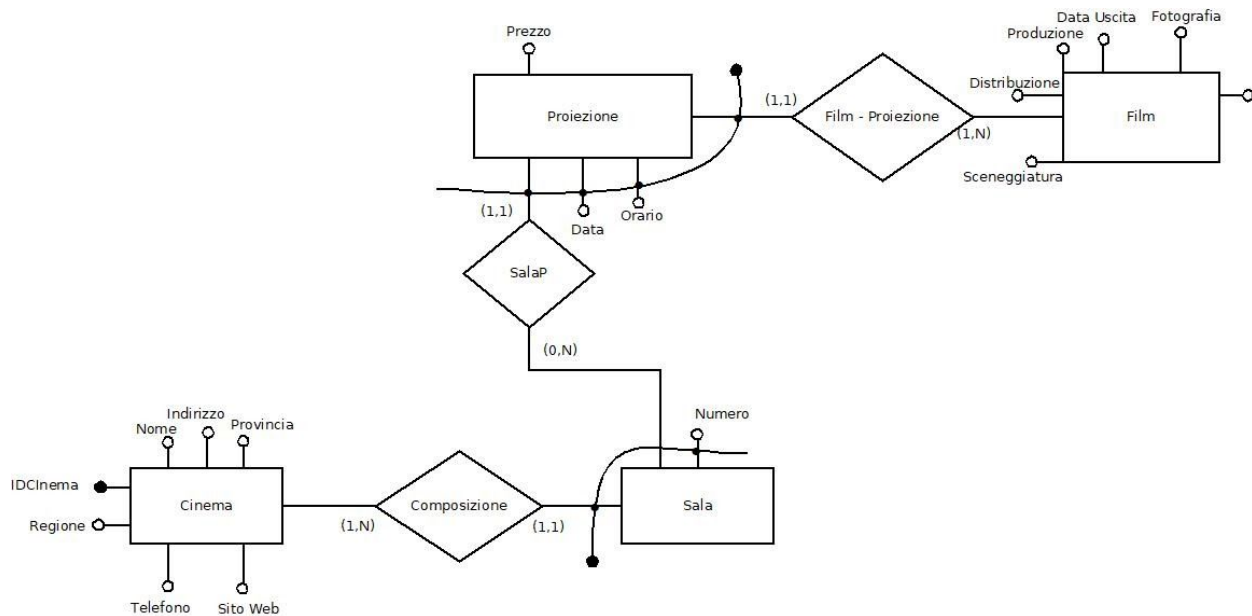 Data Uscita
Fotografia
Produzione
Prezzo
Distribuzione
(1,1)
Proiezione
Film - Proiezione
Film
(1,N)
Sceneggiatura
(1,1)
Orario
Data
SalaP
(0,N)
Numero
Indirizzo
Provincia
Nome
IDCInema
Cinema
Composizione
Sala
Regione
(1,N)
(1,1)
Telefono
Sito Web